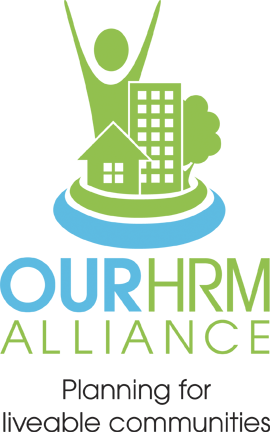 OURHRM
ALLIANCE
Planning for
liveable communities